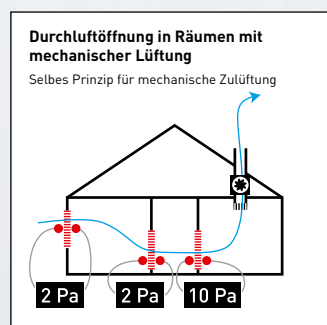 Durchluftöffnung in Räumen mit
mechanischer Lüftung
Selbes Prinzip für mechanische Zulüftung
2 Pa
2 Pa
10 Pa